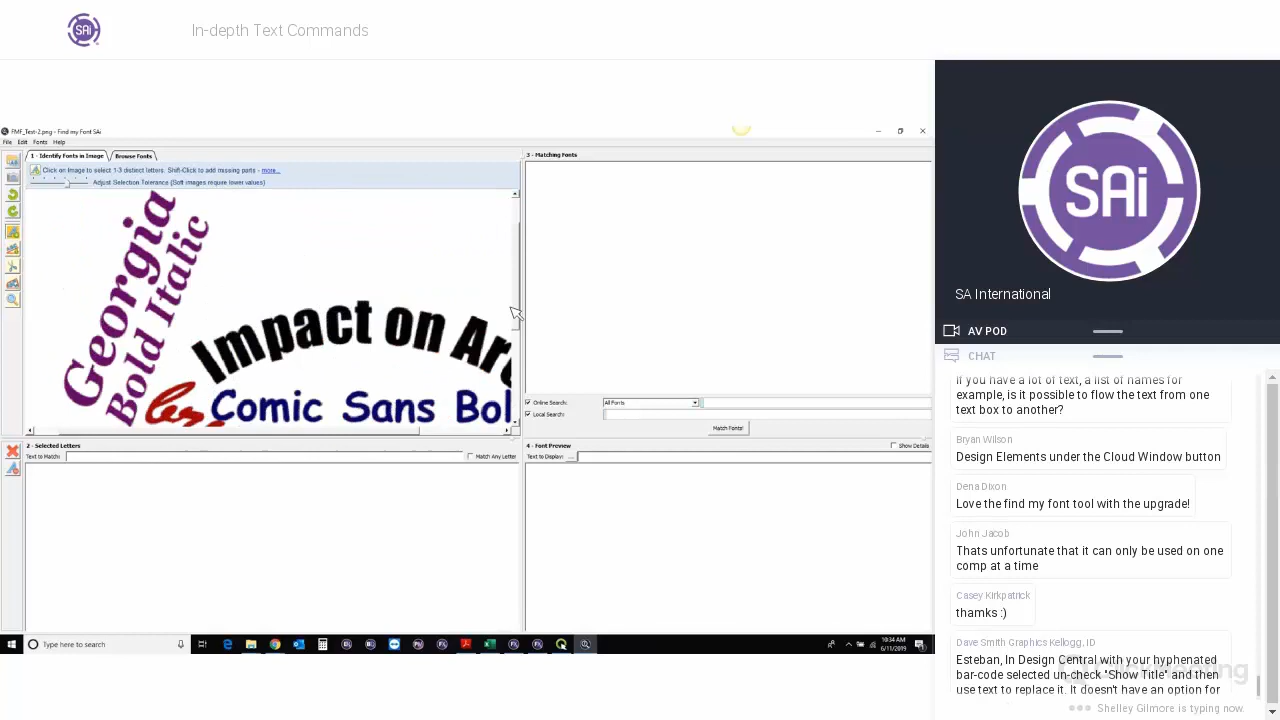 SAi
In-depth Text Commands
FMF_Text-2.png - Find my Font SAi
File Edit Fonts Help
1 - Identify Fonts in Image
Browse Fonts
Click on Image to select 1-3 distinct letters. Shift-Click to add missing parts - more...
Adjust Selection Tolerance (Soft images require lower values)
Georgia
Bold Italic
Impact on Arc
Comic Sans Bol
2 - Selected Letters
Text to Match:
Match Any Letter
3 - Matching Fonts
Online Search:
All Fonts
Local Search:
Match Fonts!
4 - Font Preview
Show Details
Text to Display:
...
Type here to search
10:34 AM
6/11/2019
SAi
SA International
AV POD
CHAT
If you have a lot of text, a list of names for
example, is it possible to flow the text from one
text box to another?
Bryan Wilson
Design Elements under the Cloud Window button
Dena Dixon
Love the find my font tool with the upgrade!
John Jacob
Thats unfortunate that it can only be used on one
comp at a time
Casey Kirkpatrick
thamks :)
Dave Smith Graphics Kellogg, ID
Esteban, In Design Central with your hyphenated
bar-code selected un-check "Show Title" and then
use text to replace it. It doesn't have an option for
Shelley Gilmore is typing now.